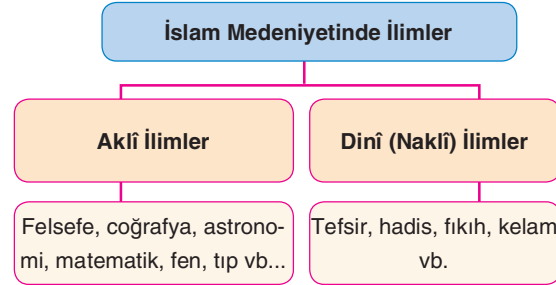 İslam Medeniyetinde İlimler
Aklî İlimler
Dinî (Naklî) İlimler
Felsefe, coğrafya, astrono-
mi, matematik, fen, tıp vb...
Tefsir, hadis, fıkıh, kelam
vb.